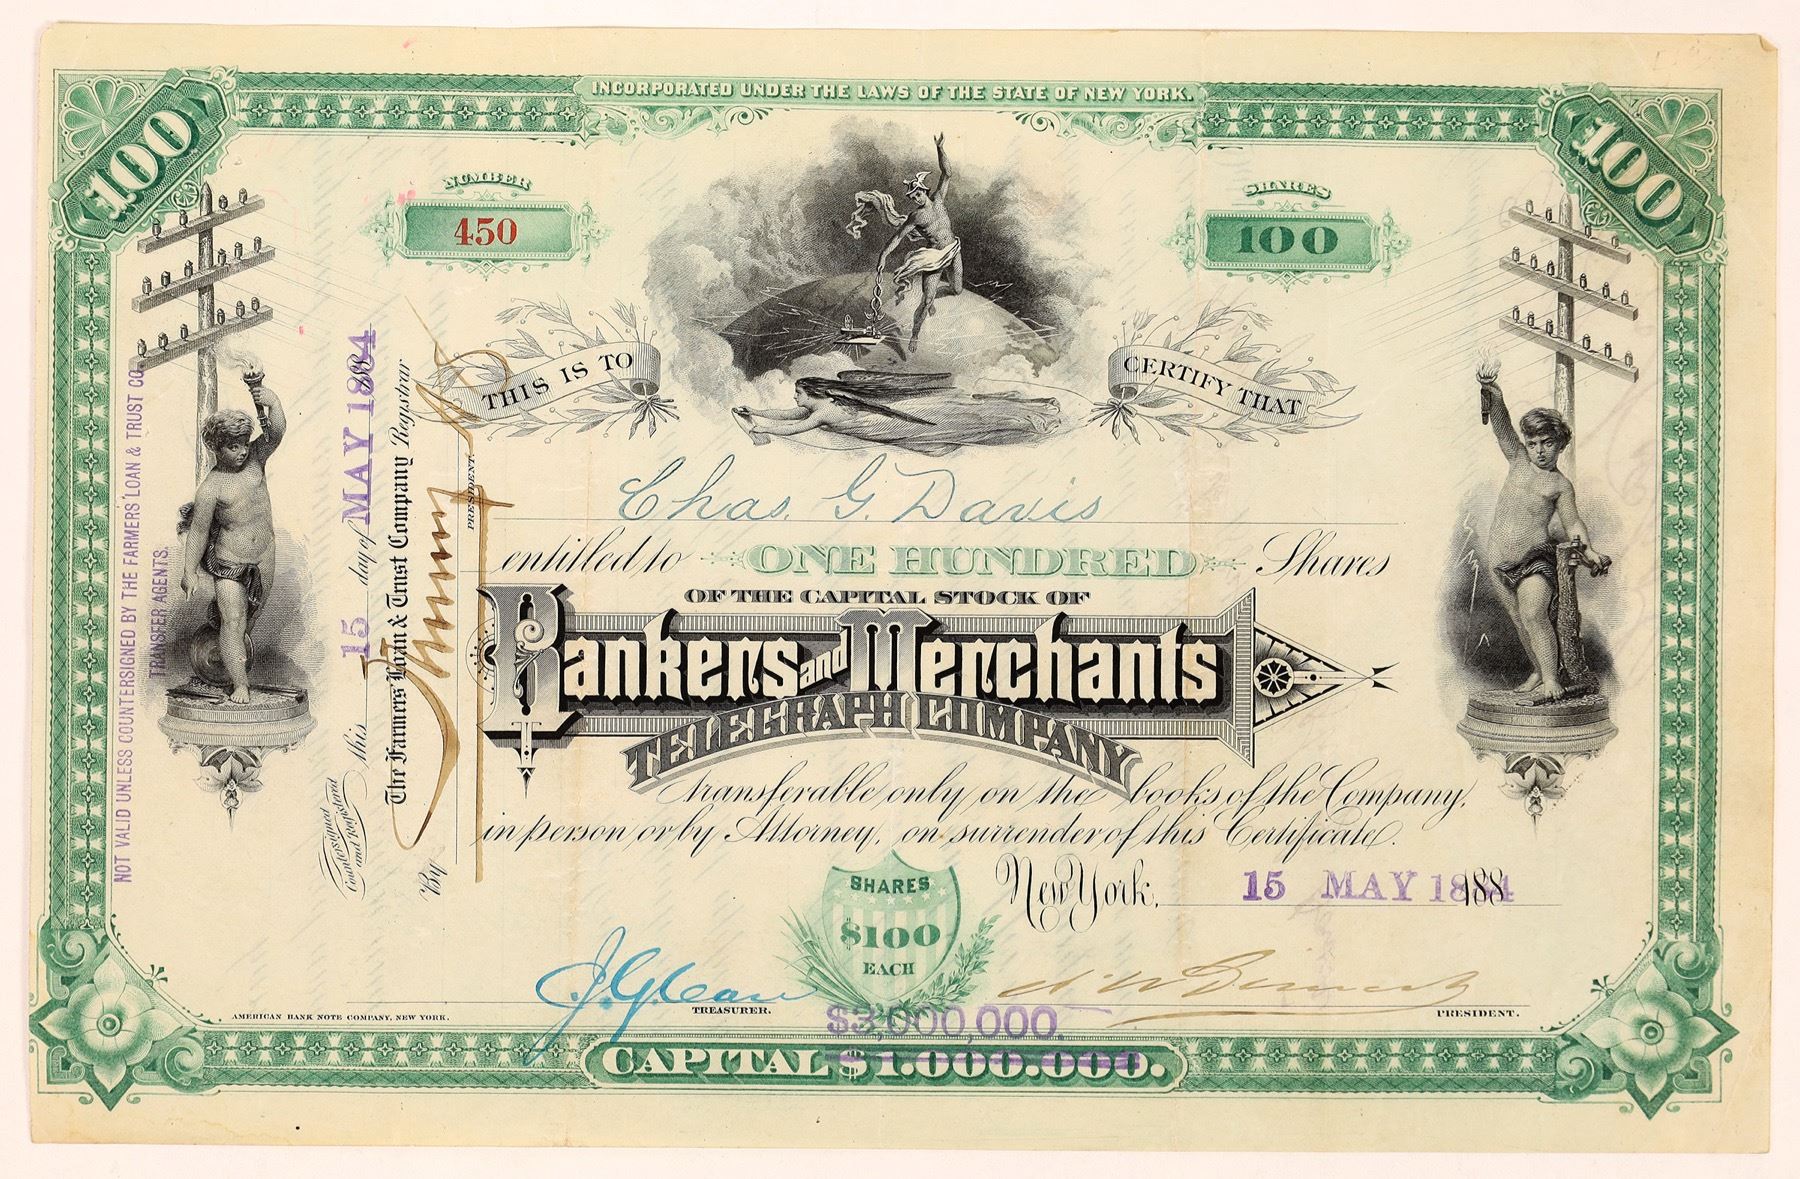 INCORPORATED UNDER THE LAWS OF THE STATE OF NEW YORK.
100
100
NUMBER
450
SHARES
100
THIS IS TO
CERTIFY THAT
Chas. G. Davis
entitled to ONE HUNDRED Shares
OF THE CAPITAL STOCK OF
Bankers and Merchants
TELEGRAPH COMPANY
transferable only on the books of the Company,
in person or by Attorney, on surrender of this Certificate.
New York, 15 MAY 1884 188
SHARES
$100
EACH
TREASURER.
PRESIDENT.
AMERICAN BANK NOTE COMPANY, NEW YORK.
$3,000,000.
CAPITAL $1.000.000.
NOT VALID UNLESS COUNTERSIGNED BY THE FARMERS' LOAN & TRUST CO.
TRANSFER AGENTS.
Countersigned
and Registered
this 15 day of MAY 1884 188
The Farmers Loan & Trust Company Registrar
By
PRESIDENT